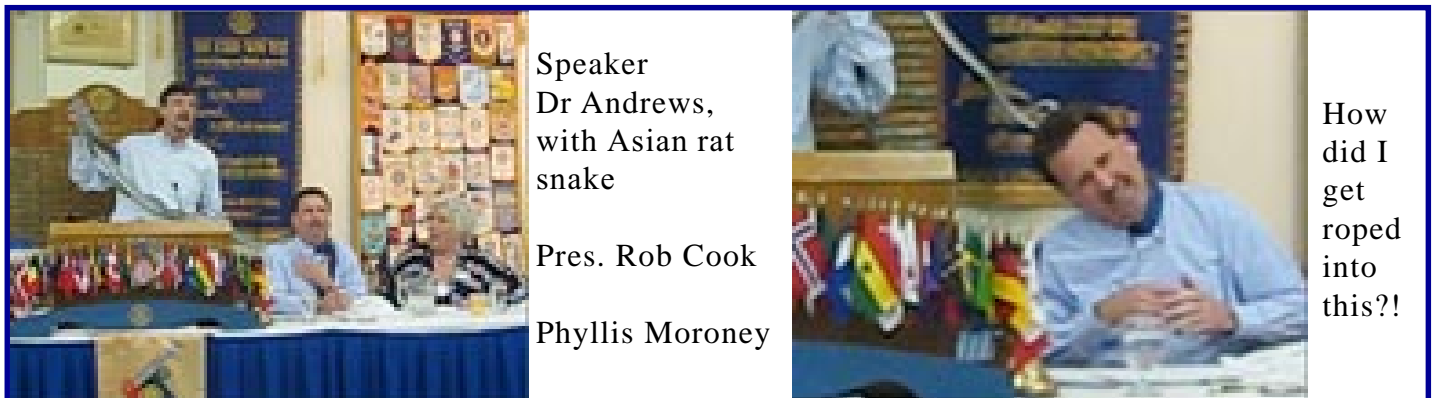 Speaker
Dr Andrews,
with Asian rat
snake
Pres. Rob Cook
Phyllis Moroney
How
did I
get
roped
into
this?!